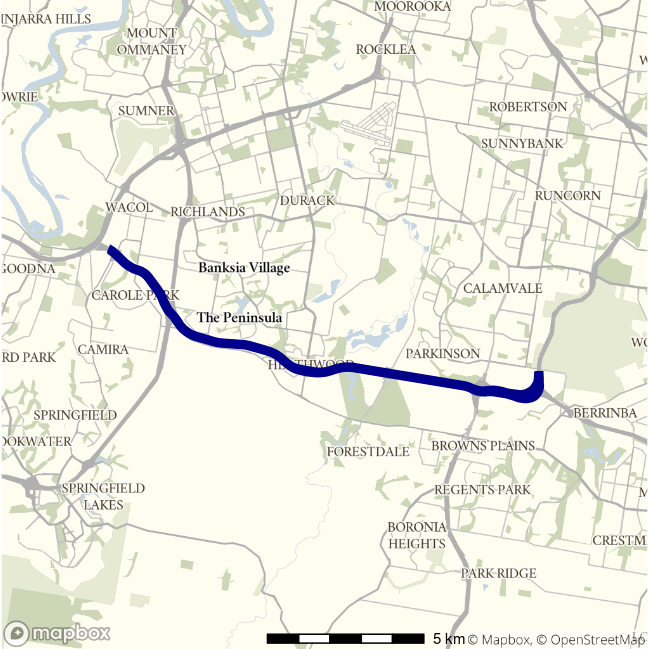 INJARRA HILLS
MOOROOKA
MOUNT
OMMANEY
ROCKLEA
OWRIE
SUMNER
ROBERTSON
SUNNYBANK
WACOL
RICHLANDS
DURACK
RUNCORN
GOODNA
Banksia Village
CAROLE PARK
CALAMVALE
The Peninsula
RD PARK
CAMIRA
PARKINSON
WO
HEATHWOOD
SPRINGFIELD
BERRINBA
OOKWATER
BROWNS PLAINS
FORESTDALE
SPRINGFIELD
LAKES
REGENTS PARK
M
BORONIA
HEIGHTS
CRESTM
PARK RIDGE
mapbox
5 km
© Mapbox, © OpenStreetMap